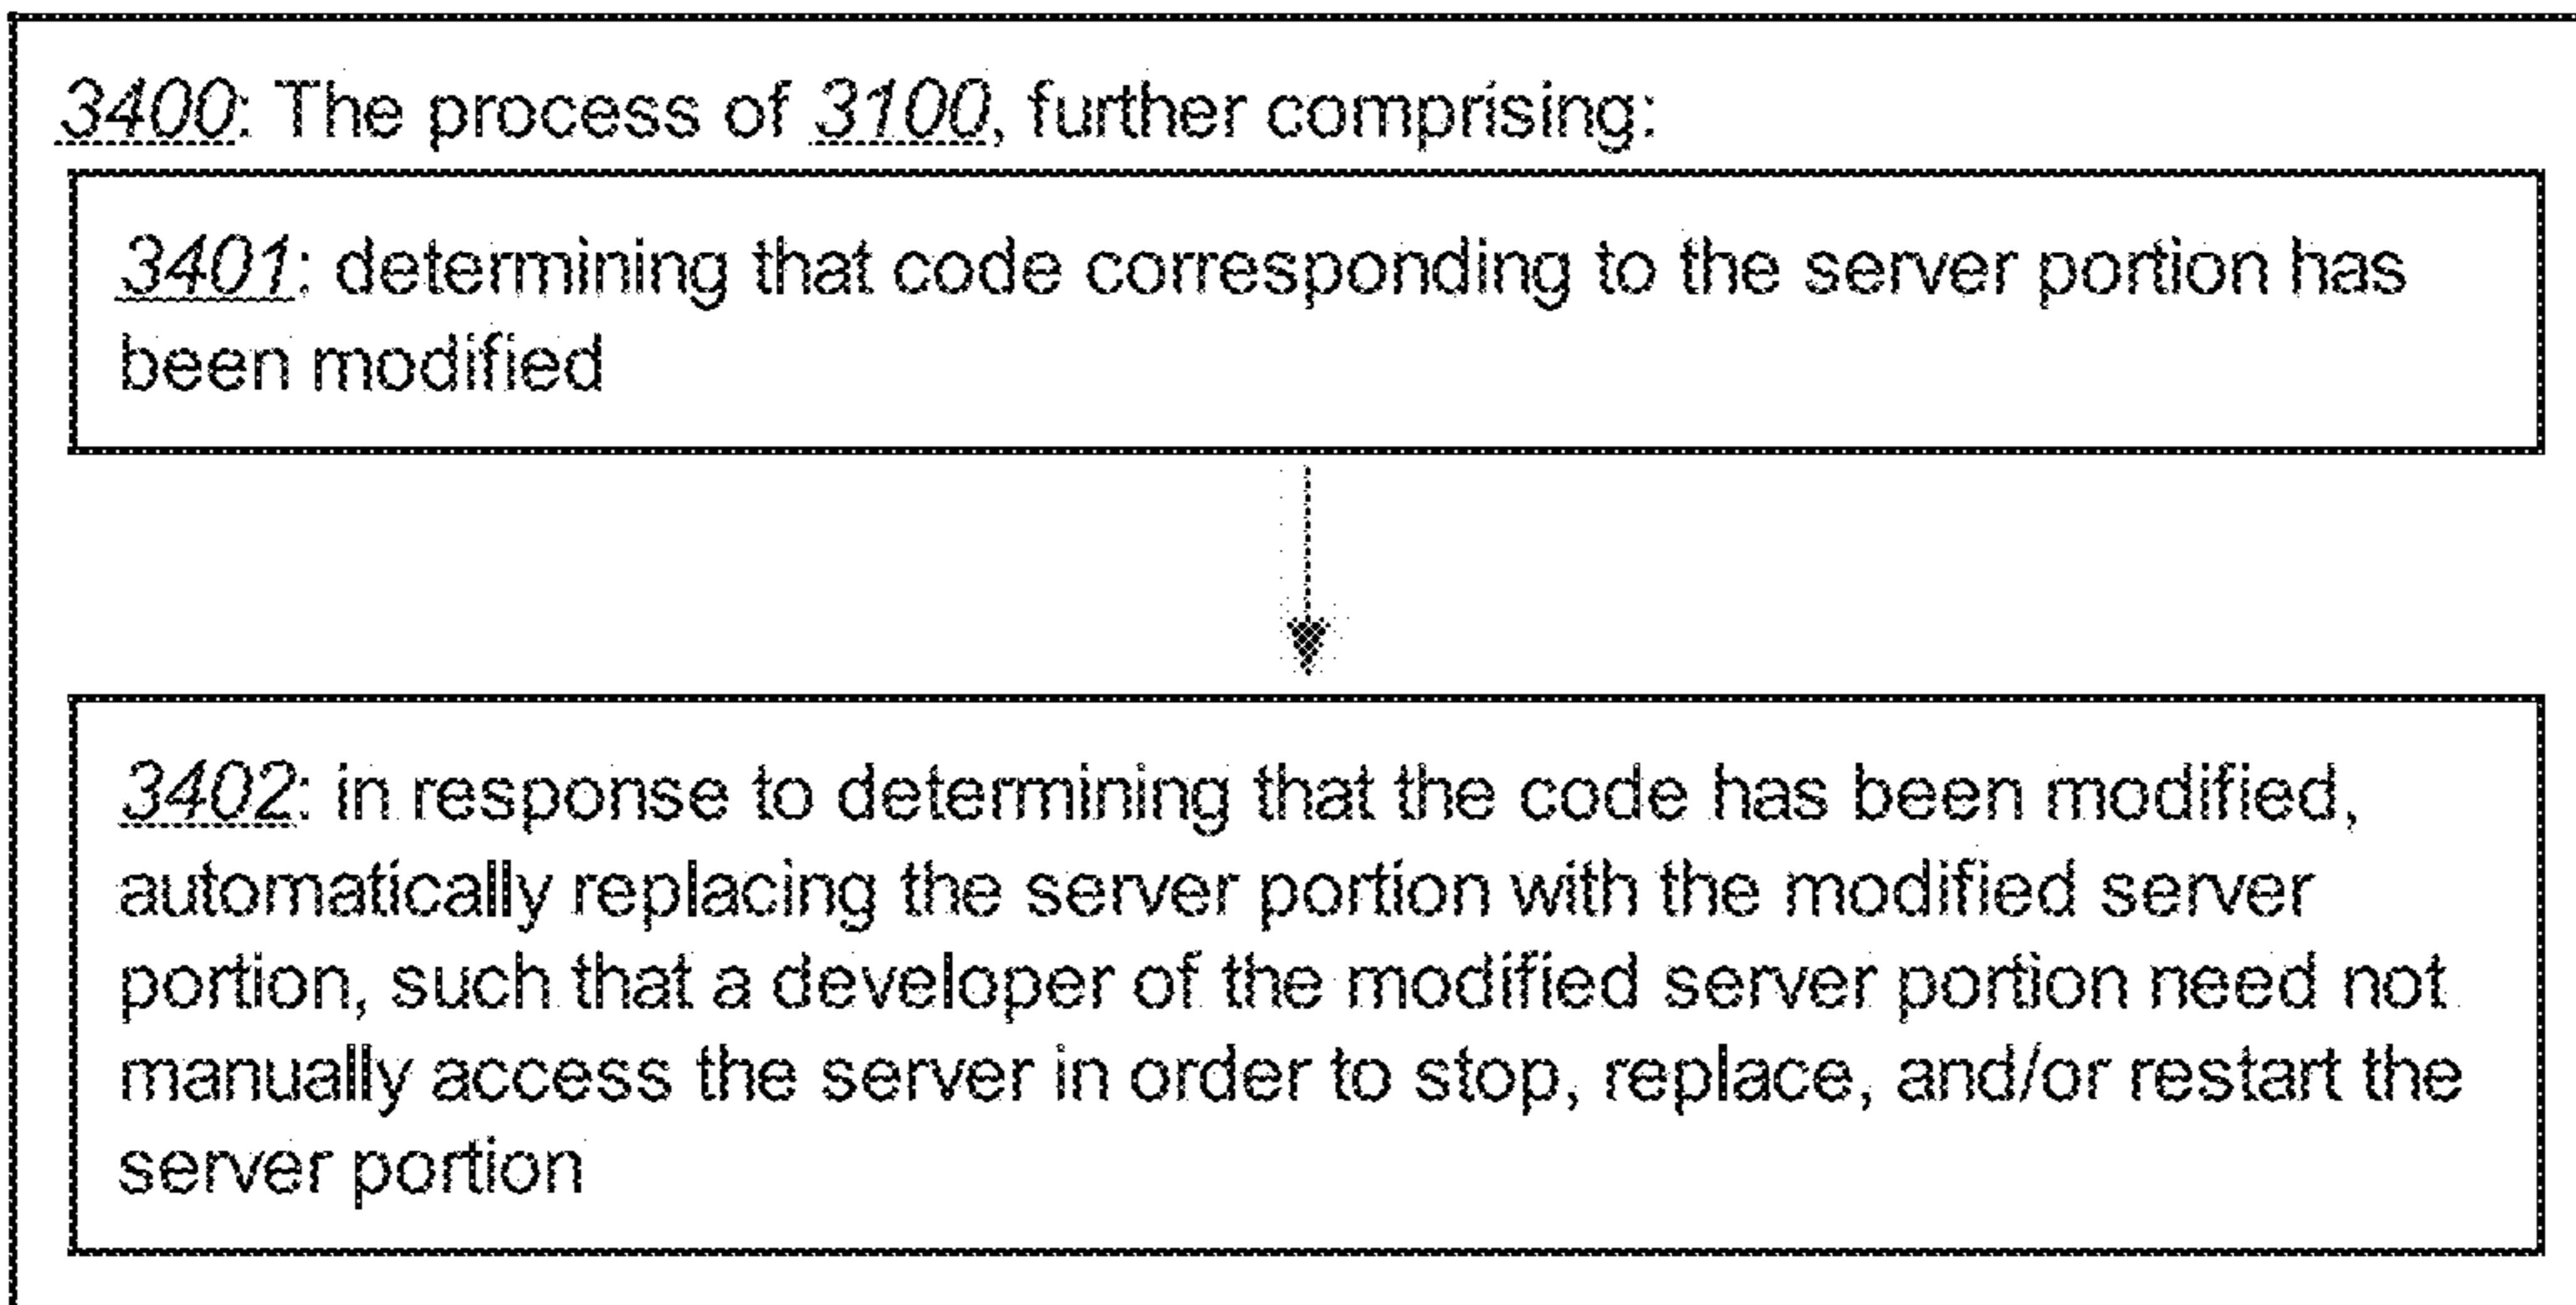 3400: The process of 3100, further comprising:
3401: determining that code corresponding to the server portion has
been modified
3402: in response to determining that the code has been modified,
automatically replacing the server portion with the modified server
portion, such that a developer of the modified server portion need not
manually access the server in order to stop, replace, and/or restart the
server portion